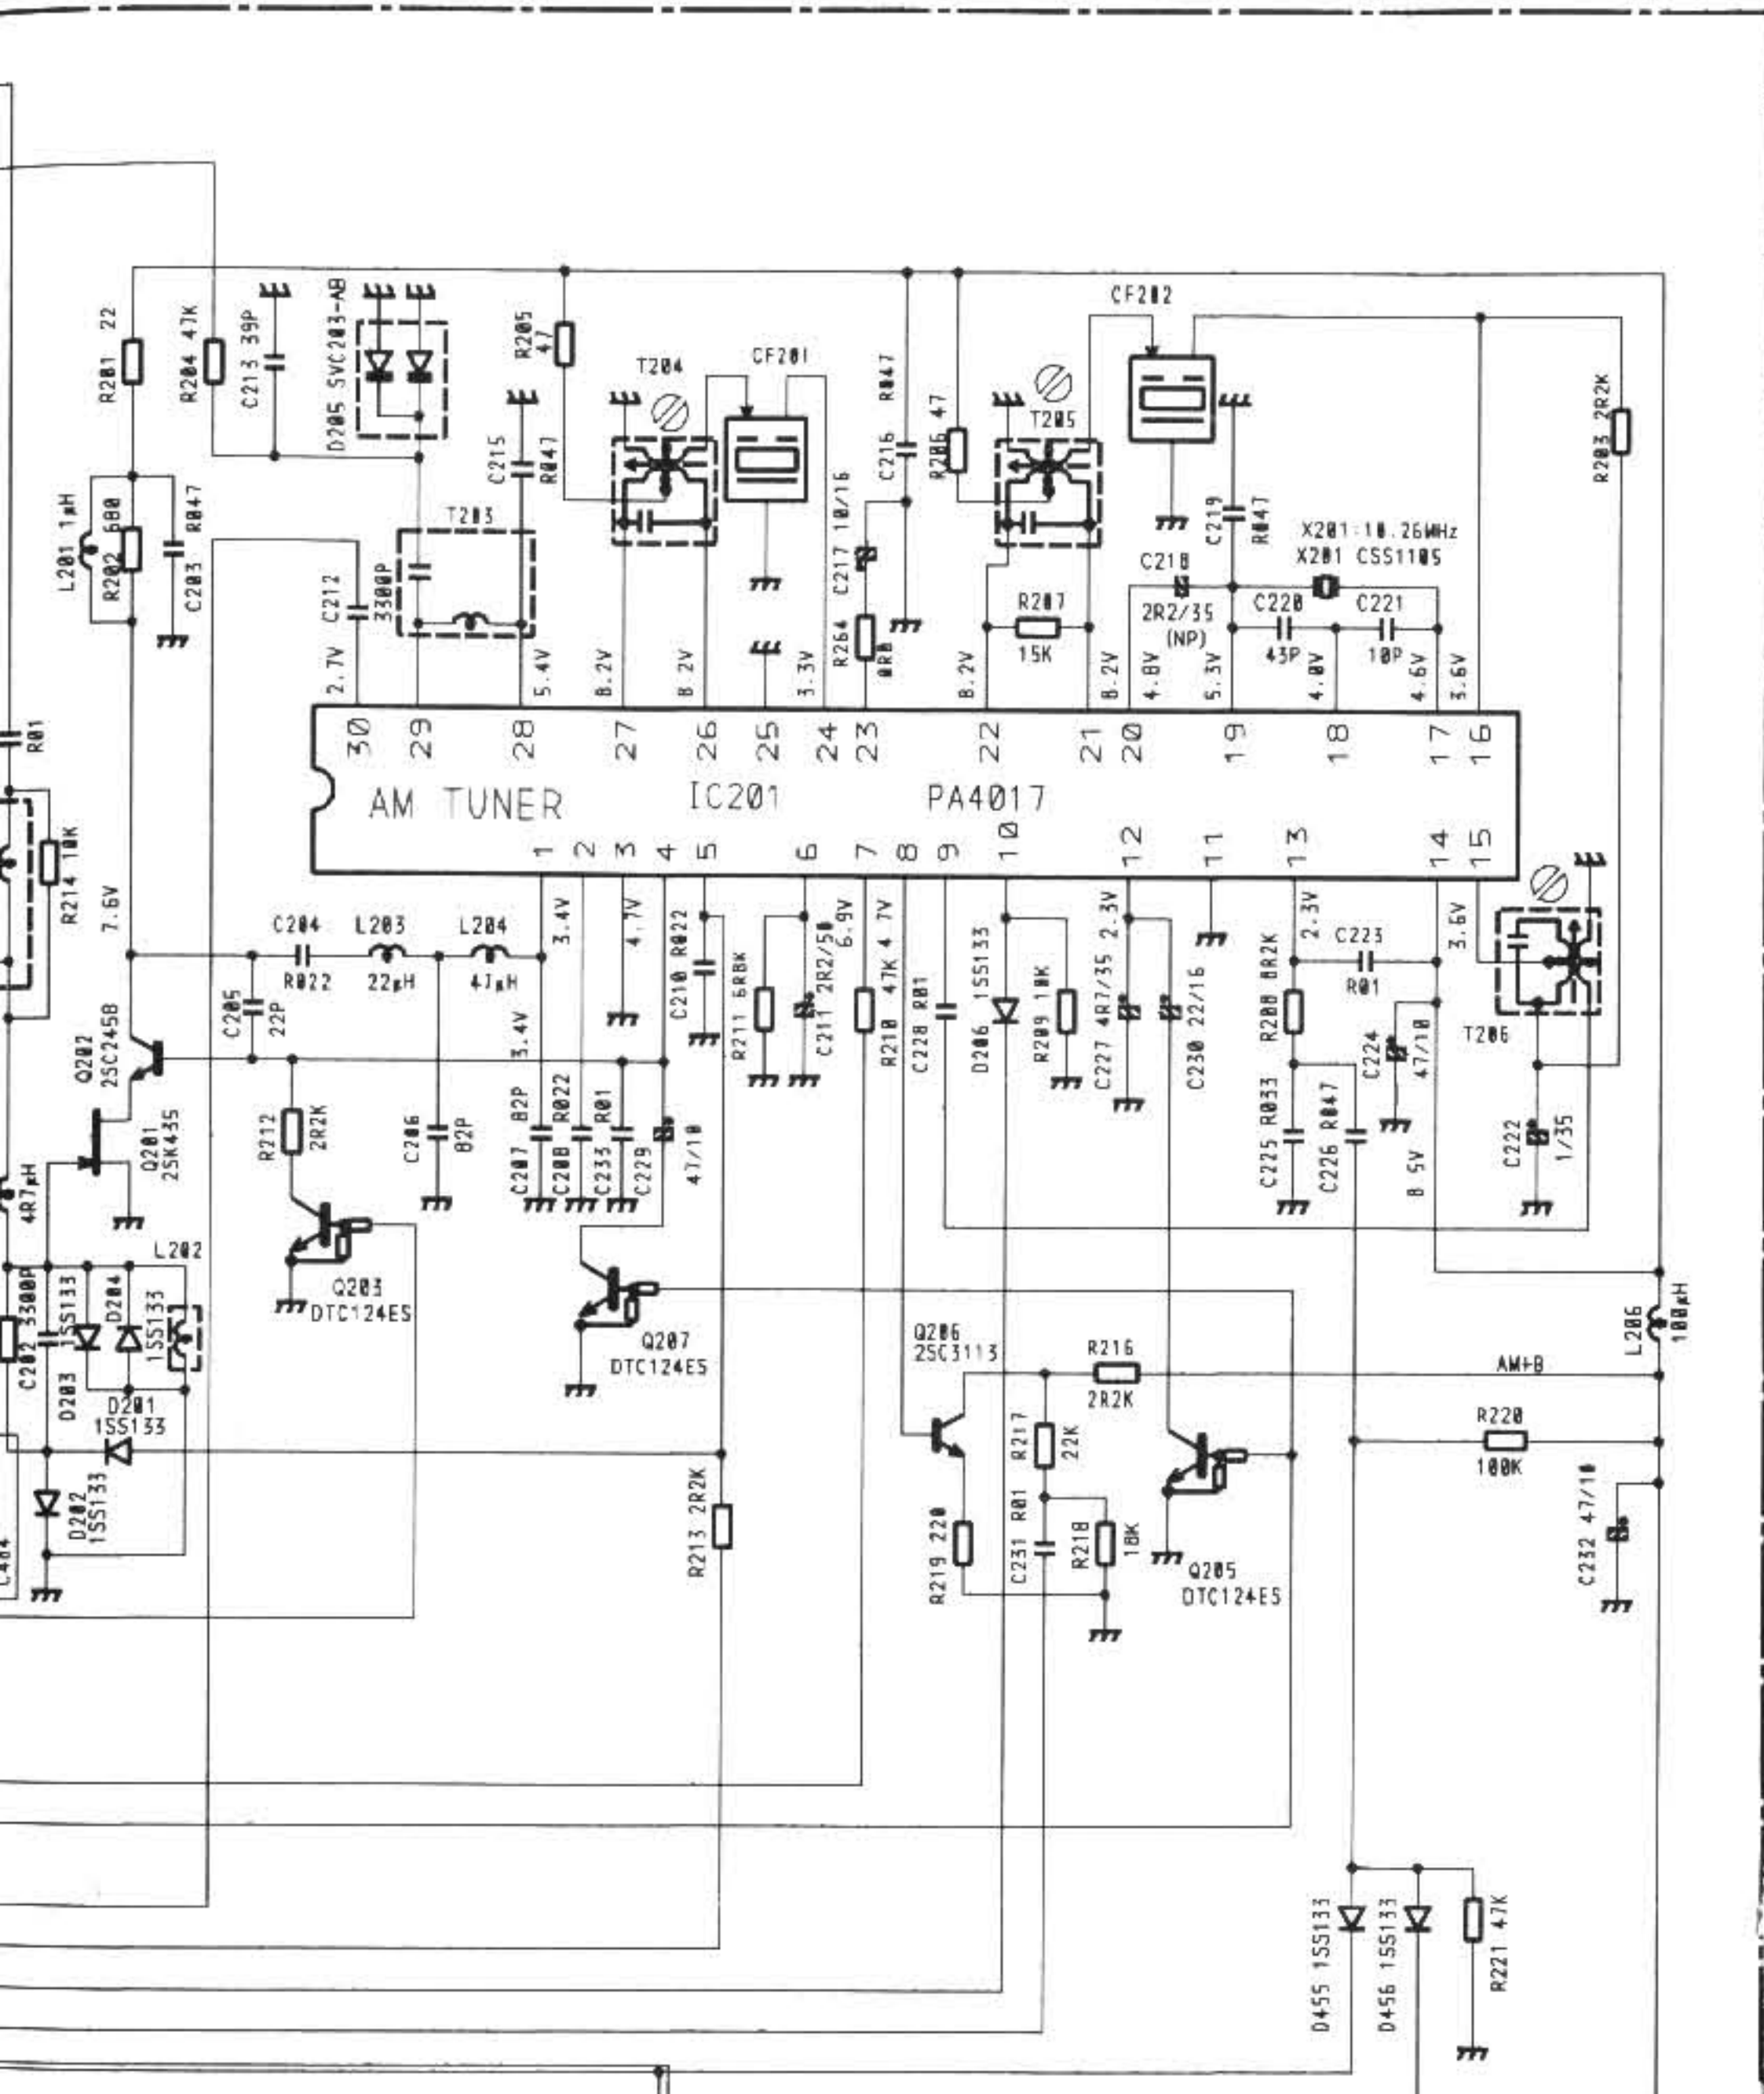 CF202
D205 SVC203-AB
R201 22
R204 47K
C213 39P
R205
47
T204
CF201
C216 R047
R206 47
T205
R203 2R2K
C215
R047
C217 10/16
C219
R047
L201 1μH
R202 680
C203 R047
T203
X201:10.26MHz
X201 CSS1105
C212
3300P
R264
0R0
R207
15K
C218
2R2/35
(NP)
C220
43P
C221
10P
2.7V
5.4V
8.2V
8.2V
3.3V
8.2V
8.2V
4.8V
5.3V
4.0V
4.6V
3.6V
R01
30 29 28 27 26 25 24 23 22 21 20 19 18 17 16
AM TUNER
IC201
PA4017
1 2 3 4 5 6 7 8 9 10 12 11 13 14 15
R214 10K
7.6V
C204
R022
L203
22μH
L204
47μH
3.4V
4.7V
C210 R022
R211 6R8K
C211 2R2/50
6.9V
R210 47K
4 7V
C228 R01
D206 1SS133
R209 10K
C227 4R7/35
2.3V
C230 22/16
R208 8R2K
2.3V
C223
R01
3.6V
T206
C205
22P
3.4V
Q202
2SC2458
C224
47/10
Q201
2SK435
R212
2R2K
C206
82P
C207 82P
C208 R022
C233 R01
C229
47/10
C225 R033
C226 R047
8 5V
C222
1/35
4R7μH
L202
C202 3300P
1SS133
D203
D204
1SS133
Q203
DTC124ES
Q207
DTC124ES
Q206
2SC3113
R216
2R2K
AM+B
L206
100μH
D201
1SS133
R217
22K
R220
100K
D202
1SS133
R213 2R2K
R219 220
C231 R01
R218
18K
Q205
DTC124ES
C232 47/10
D455 1SS133
D456 1SS133
R221 47K